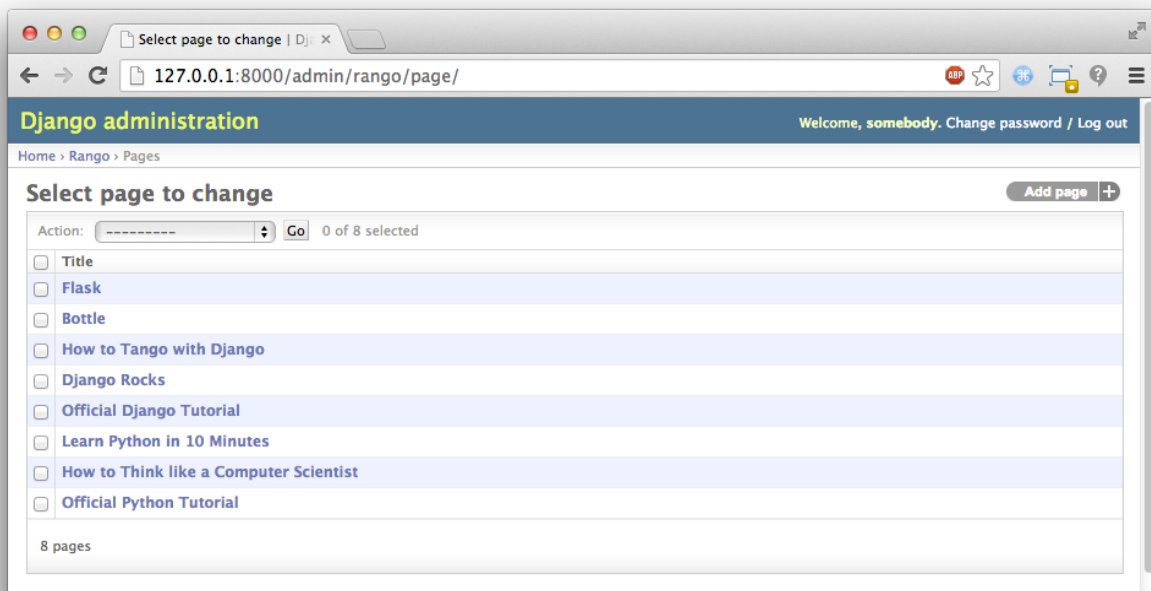 Select page to change | Dj
127.0.0.1:8000/admin/rango/page/
ABP
Django administration
Welcome, somebody. Change password / Log out
Home › Rango › Pages
Select page to change
Add page +
Action: --------- Go 0 of 8 selected
Title
Flask
Bottle
How to Tango with Django
Django Rocks
Official Django Tutorial
Learn Python in 10 Minutes
How to Think like a Computer Scientist
Official Python Tutorial
8 pages